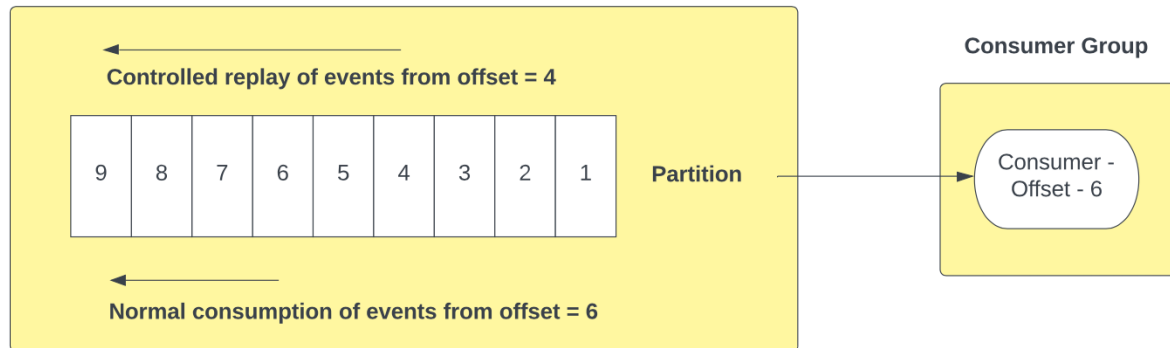 Controlled replay of events from offset = 4
9 8 7 6 5 4 3 2 1
Partition
Normal consumption of events from offset = 6
Consumer Group
Consumer -
Offset - 6